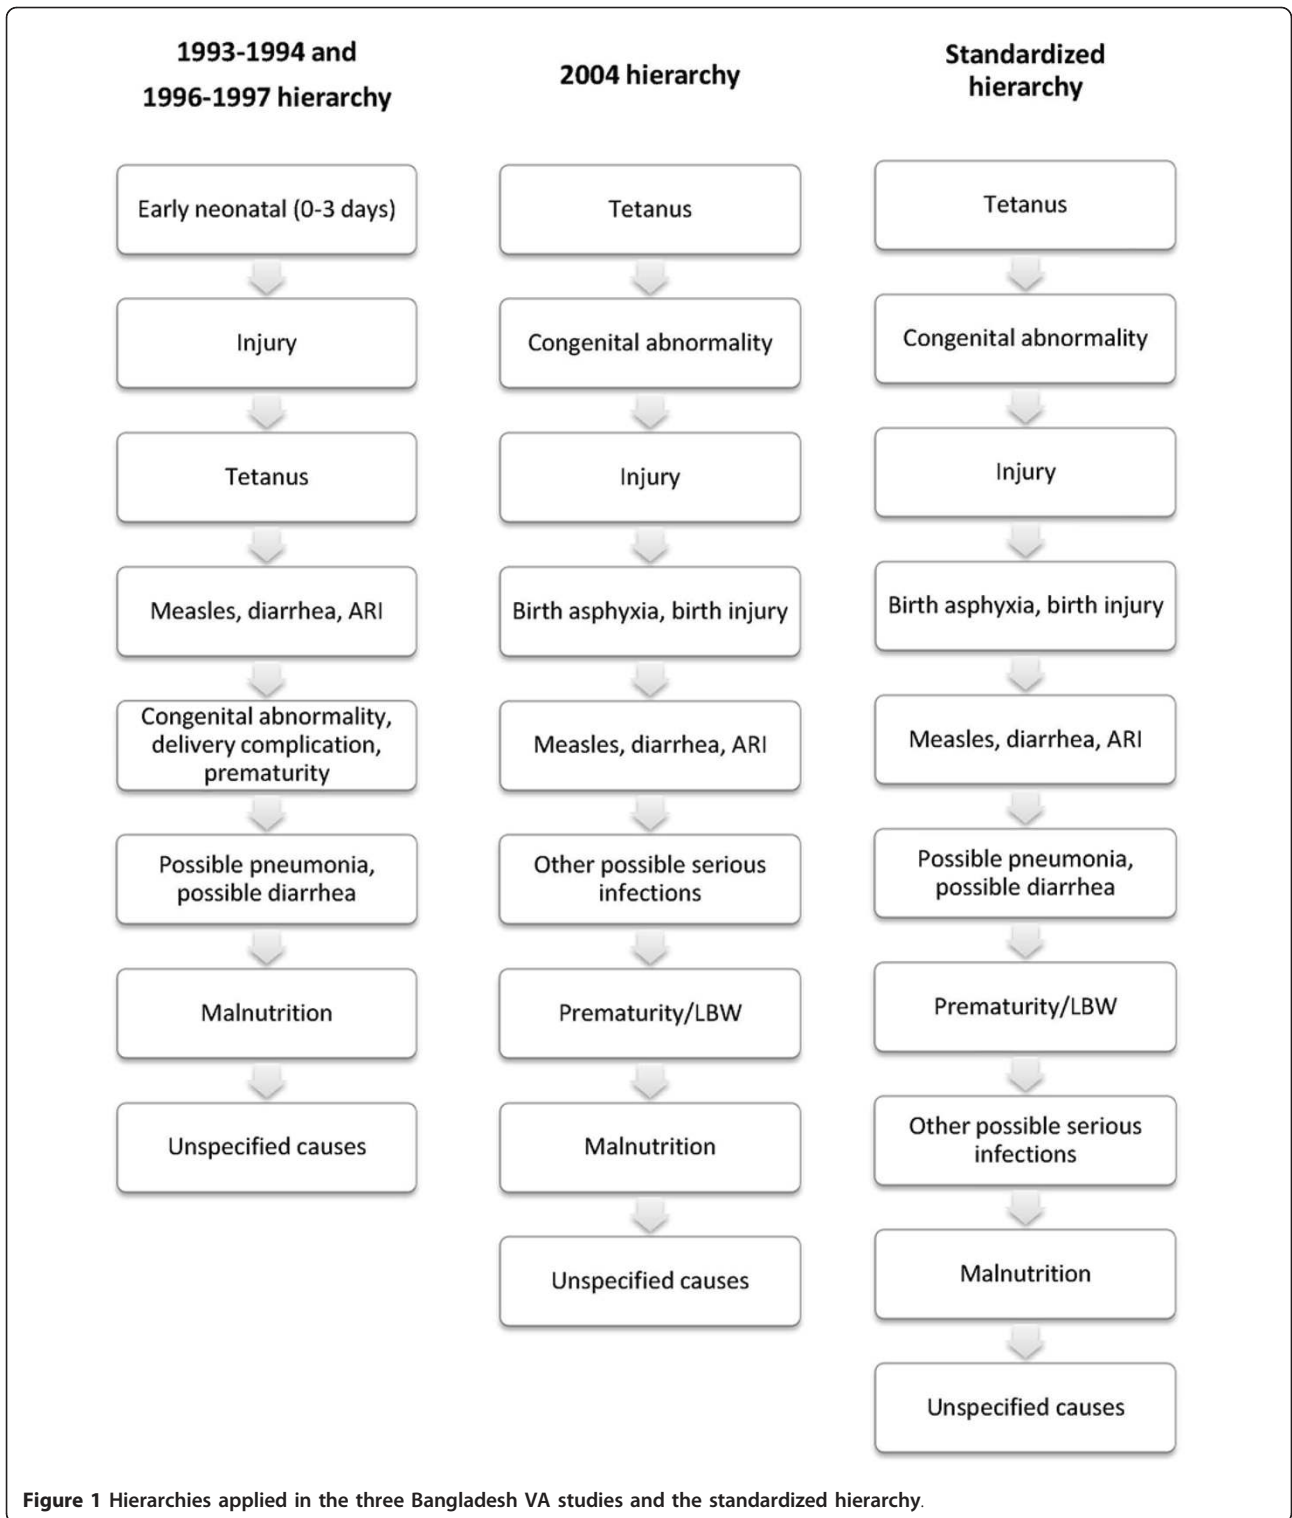 1993-1994 and
1996-1997 hierarchy
Early neonatal (0-3 days)
Injury
Tetanus
Measles, diarrhea, ARI
Congenital abnormality,
delivery complication,
prematurity
Possible pneumonia,
possible diarrhea
Malnutrition
Unspecified causes
2004 hierarchy
Tetanus
Congenital abnormality
Injury
Birth asphyxia, birth injury
Measles, diarrhea, ARI
Other possible serious
infections
Prematurity/LBW
Malnutrition
Unspecified causes
Standardized
hierarchy
Tetanus
Congenital abnormality
Injury
Birth asphyxia, birth injury
Measles, diarrhea, ARI
Possible pneumonia,
possible diarrhea
Prematurity/LBW
Other possible serious
infections
Malnutrition
Unspecified causes
Figure 1 Hierarchies applied in the three Bangladesh VA studies and the standardized hierarchy.